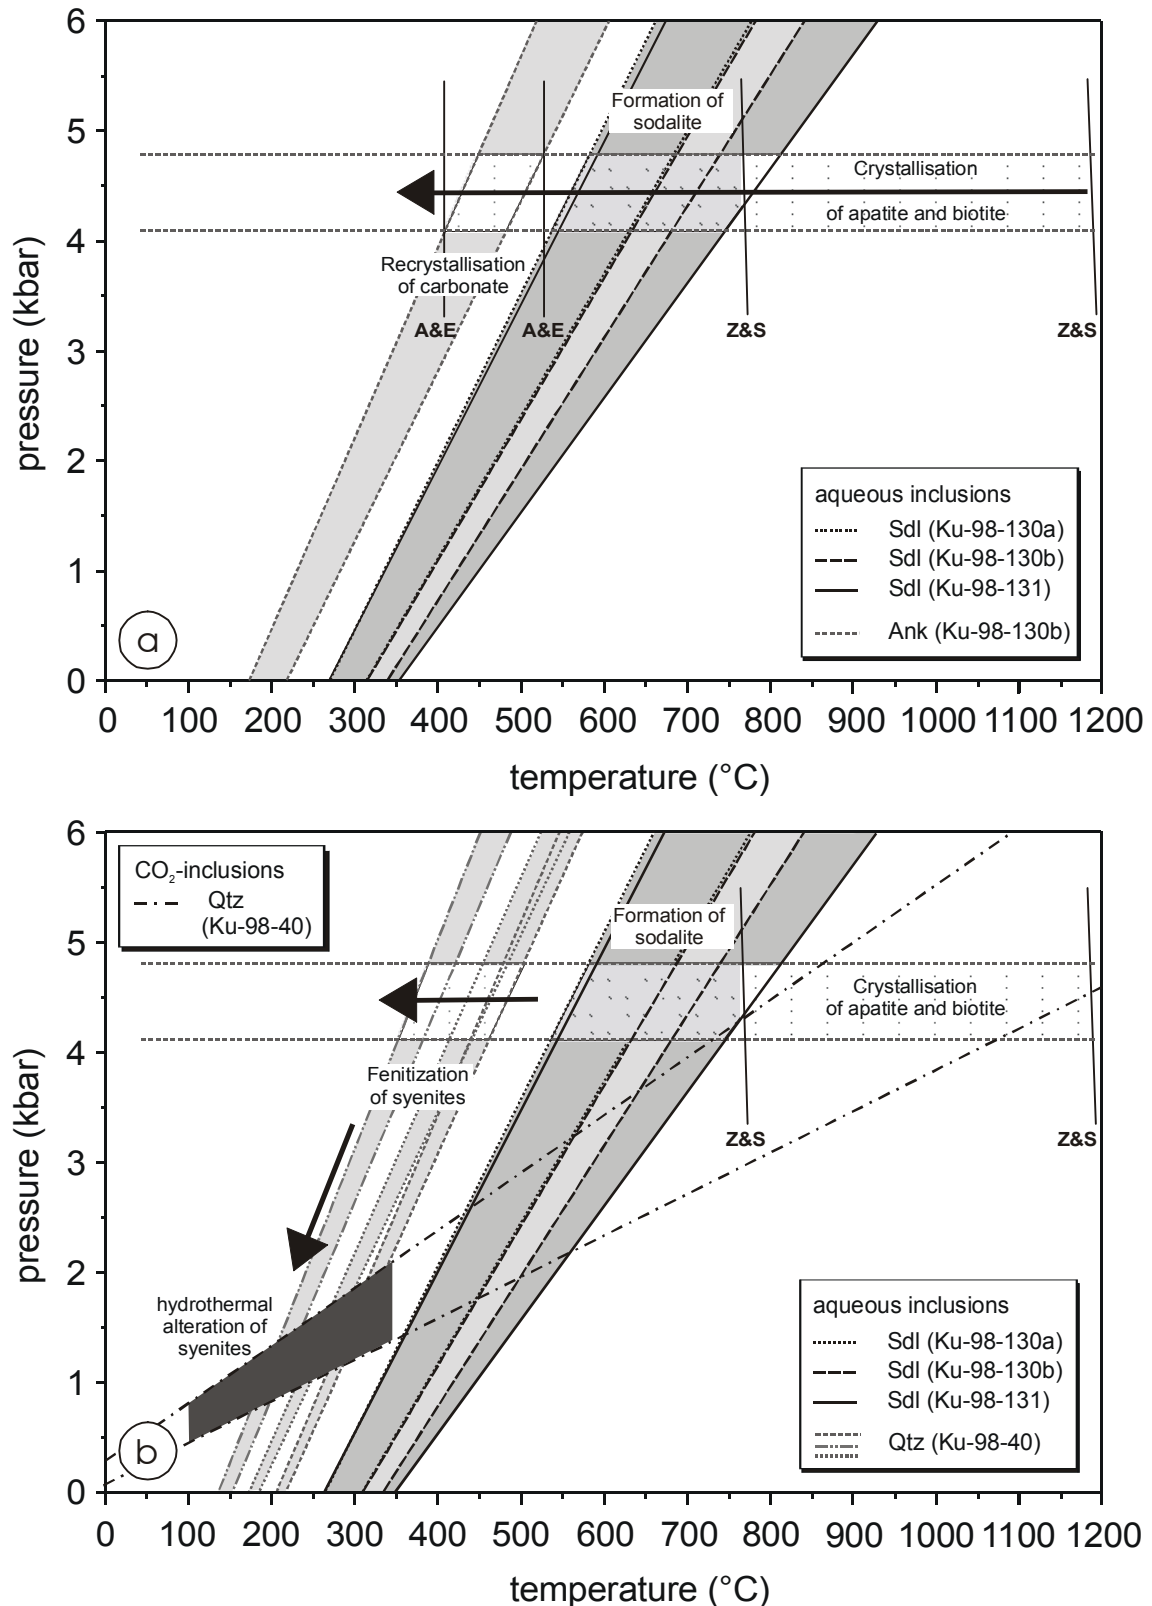 6
5
4
3
2
1
0
pressure (kbar)
Formation of
sodalite
Crystallisation
of apatite and biotite
Recrystallisation
of carbonate
A&E
A&E
Z&S
Z&S
aqueous inclusions
Sdl (Ku-98-130a)
Sdl (Ku-98-130b)
Sdl (Ku-98-131)
Ank (Ku-98-130b)
a
0 100 200 300 400 500 600 700 800 900 1000 1100 1200
temperature (°C)
6
5
4
3
2
1
0
pressure (kbar)
CO₂-inclusions
Qtz
(Ku-98-40)
Formation of
sodalite
Crystallisation
of apatite and biotite
Fenitization
of syenites
Z&S
Z&S
hydrothermal
alteration of
syenites
aqueous inclusions
Sdl (Ku-98-130a)
Sdl (Ku-98-130b)
Sdl (Ku-98-131)
Qtz (Ku-98-40)
b
0 100 200 300 400 500 600 700 800 900 1000 1100 1200
temperature (°C)